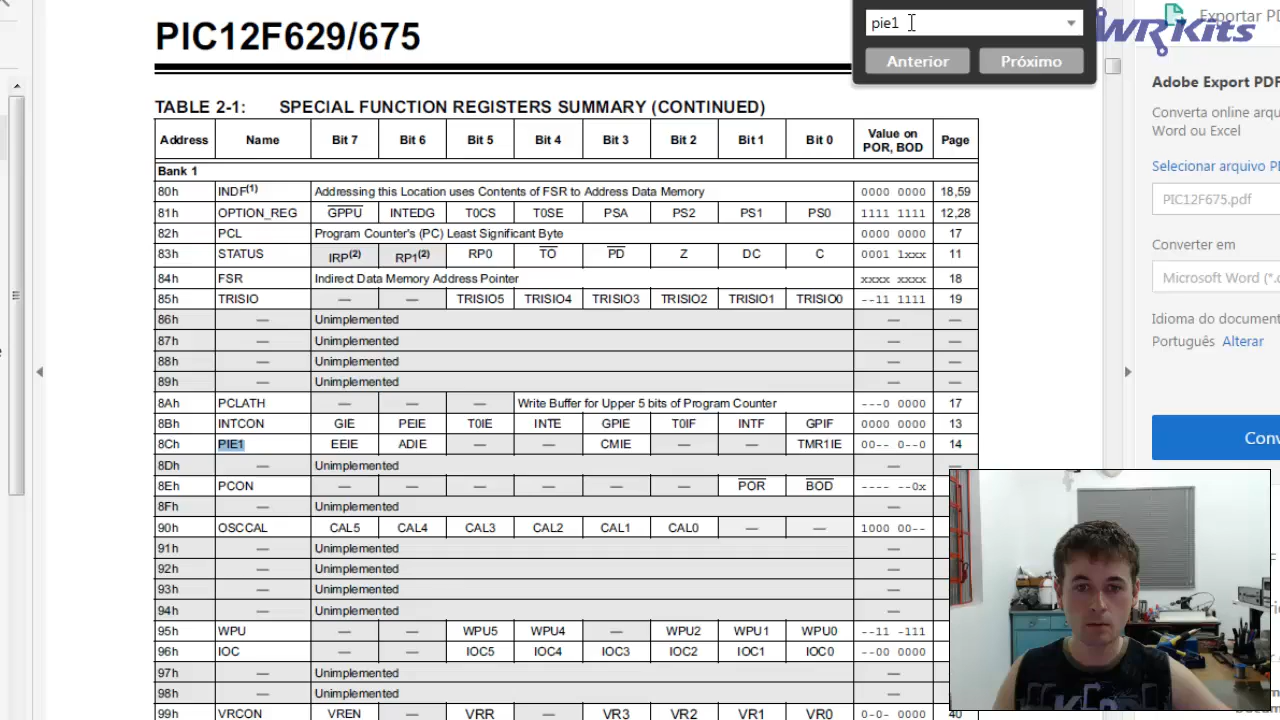 PIC12F629/675
pie1
Anterior Próximo
WRKits
Exportar PD
Adobe Export PDF
Converta online arqu
Word ou Excel
Selecionar arquivo PD
PIC12F675.pdf
Converter em
Microsoft Word (*.d
Idioma do document
Português Alterar
Conv
TABLE 2-1: SPECIAL FUNCTION REGISTERS SUMMARY (CONTINUED)
Address Name Bit 7 Bit 6 Bit 5 Bit 4 Bit 3 Bit 2 Bit 1 Bit 0 Value on POR, BOD Page
Bank 1
80h INDF(1) Addressing this Location uses Contents of FSR to Address Data Memory 0000 0000 18,59
81h OPTION_REG GPPU INTEDG T0CS T0SE PSA PS2 PS1 PS0 1111 1111 12,28
82h PCL Program Counter's (PC) Least Significant Byte 0000 0000 17
83h STATUS IRP(2) RP1(2) RP0 TO PD Z DC C 0001 1xxx 11
84h FSR Indirect Data Memory Address Pointer xxxx xxxx 18
85h TRISIO — — TRISIO5 TRISIO4 TRISIO3 TRISIO2 TRISIO1 TRISIO0 --11 1111 19
86h — Unimplemented — —
87h — Unimplemented — —
88h — Unimplemented — —
89h — Unimplemented — —
8Ah PCLATH — — — Write Buffer for Upper 5 bits of Program Counter ---0 0000 17
8Bh INTCON GIE PEIE T0IE INTE GPIE T0IF INTF GPIF 0000 0000 13
8Ch PIE1 EEIE ADIE — — CMIE — — TMR1IE 00-- 0--0 14
8Dh — Unimplemented — —
8Eh PCON — — — — — — POR BOD ---- --0x
8Fh — Unimplemented —
90h OSCCAL CAL5 CAL4 CAL3 CAL2 CAL1 CAL0 — — 1000 00--
91h — Unimplemented —
92h — Unimplemented —
93h — Unimplemented —
94h — Unimplemented —
95h WPU — — WPU5 WPU4 — WPU2 WPU1 WPU0 --11 -111
96h IOC — — IOC5 IOC4 IOC3 IOC2 IOC1 IOC0 --00 0000
97h — Unimplemented —
98h — Unimplemented —
99h VRCON VREN — VRR — VR3 VR2 VR1 VR0 0-0- 0000 40